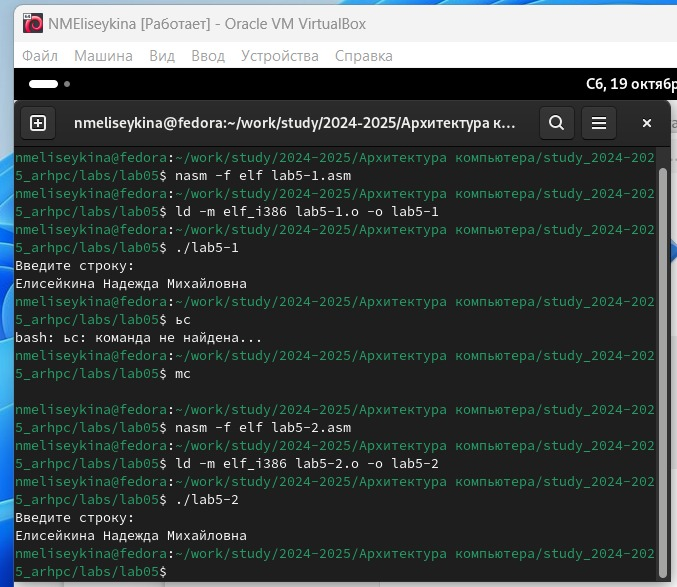 NMEliseykina [Работает] - Oracle VM VirtualBox
Файл Машина Вид Ввод Устройства Справка
Сб, 19 октябр
nmeliseykina@fedora:~/work/study/2024-2025/Архитектура к...
nmeliseykina@fedora:~/work/study/2024-2025/Архитектура компьютера/study_2024-202
5_arhpc/labs/lab05$ nasm -f elf lab5-1.asm
nmeliseykina@fedora:~/work/study/2024-2025/Архитектура компьютера/study_2024-202
5_arhpc/labs/lab05$ ld -m elf_i386 lab5-1.o -o lab5-1
nmeliseykina@fedora:~/work/study/2024-2025/Архитектура компьютера/study_2024-202
5_arhpc/labs/lab05$ ./lab5-1
Введите строку:
Елисейкина Надежда Михайловна
nmeliseykina@fedora:~/work/study/2024-2025/Архитектура компьютера/study_2024-202
5_arhpc/labs/lab05$ ьс
bash: ьс: команда не найдена...
nmeliseykina@fedora:~/work/study/2024-2025/Архитектура компьютера/study_2024-202
5_arhpc/labs/lab05$ mc
nmeliseykina@fedora:~/work/study/2024-2025/Архитектура компьютера/study_2024-202
5_arhpc/labs/lab05$ nasm -f elf lab5-2.asm
nmeliseykina@fedora:~/work/study/2024-2025/Архитектура компьютера/study_2024-202
5_arhpc/labs/lab05$ ld -m elf_i386 lab5-2.o -o lab5-2
nmeliseykina@fedora:~/work/study/2024-2025/Архитектура компьютера/study_2024-202
5_arhpc/labs/lab05$ ./lab5-2
Введите строку:
Елисейкина Надежда Михайловна
nmeliseykina@fedora:~/work/study/2024-2025/Архитектура компьютера/study_2024-202
5_arhpc/labs/lab05$